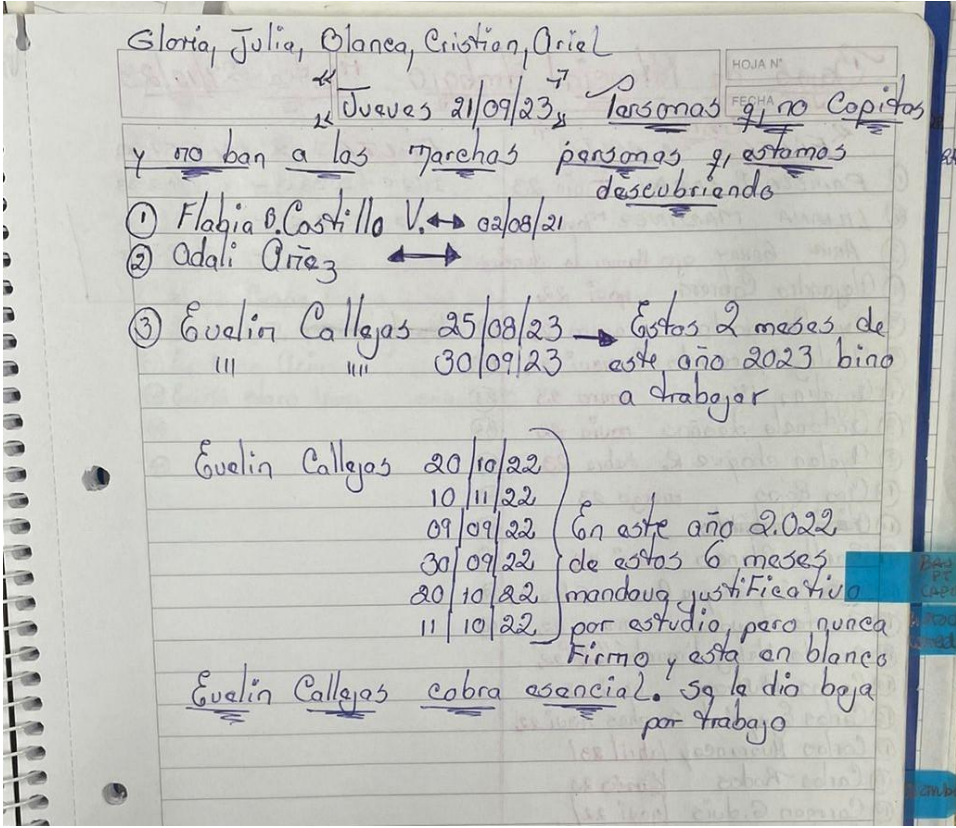 Gloria, Julia, Blanca, Cristian, Ariel
HOJA N°
FECHA
"Jueves 21/09/23" Personas q, no Copitas
y no ban a las marchas personas q, estamos
descubriendo
① Flabia B. Castillo V. ↔ 02/08/21
② Adali Añez ↔
③ Evelin Callejas 25/08/23 → Estos 2 meses de
"" "" 30/09/23 este año 2023 bino
a trabajar
Evelin Callejas 20/10/22
10/11/22
09/09/22 En este año 2.022
30/09/22 de estos 6 meses
20/10/22 mandava justificativo
11/10/22 por estudio, pero nunca
Firmo y esta en blanco
Evelin Callejas cobra esencial. Se le dio baja
por trabajo